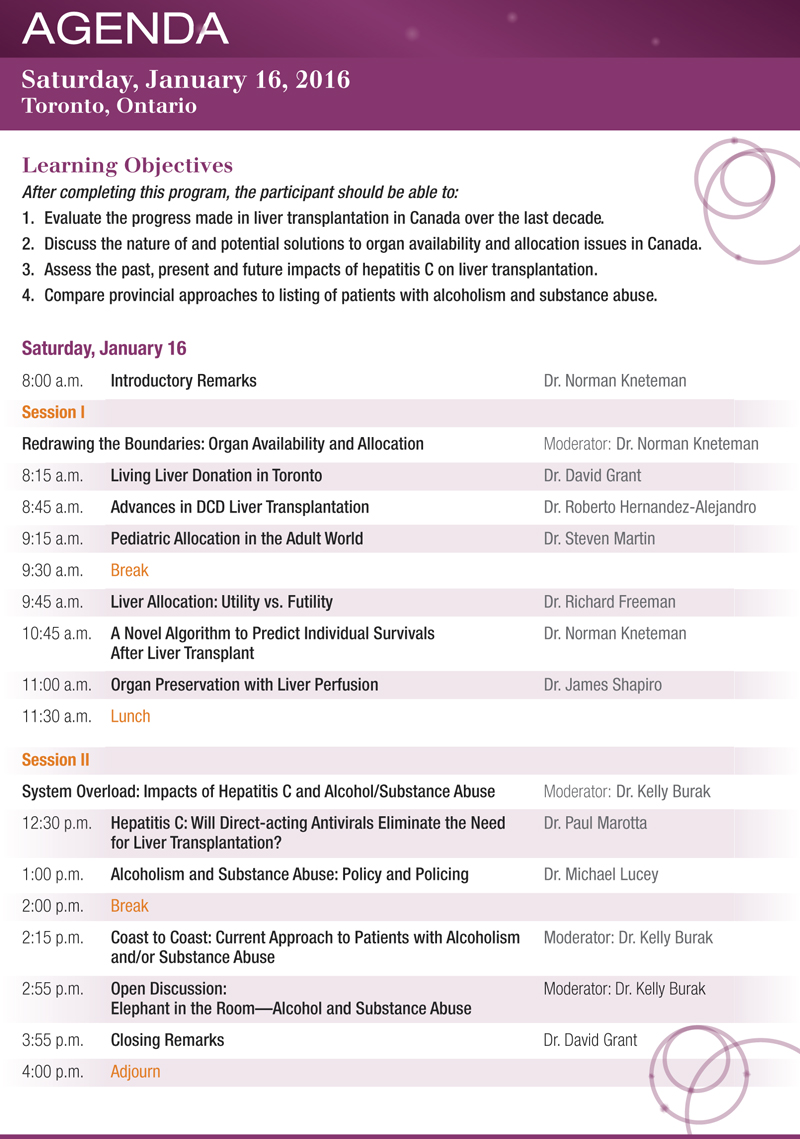 AGENDA
Saturday, January 16, 2016
Toronto, Ontario
Learning Objectives
After completing this program, the participant should be able to:
1. Evaluate the progress made in liver transplantation in Canada over the last decade.
2. Discuss the nature of and potential solutions to organ availability and allocation issues in Canada.
3. Assess the past, present and future impacts of hepatitis C on liver transplantation.
4. Compare provincial approaches to listing of patients with alcoholism and substance abuse.
Saturday, January 16
8:00 a.m. Introductory Remarks Dr. Norman Kneteman
Session I
Redrawing the Boundaries: Organ Availability and Allocation Moderator: Dr. Norman Kneteman
8:15 a.m. Living Liver Donation in Toronto Dr. David Grant
8:45 a.m. Advances in DCD Liver Transplantation Dr. Roberto Hernandez-Alejandro
9:15 a.m. Pediatric Allocation in the Adult World Dr. Steven Martin
9:30 a.m. Break
9:45 a.m. Liver Allocation: Utility vs. Futility Dr. Richard Freeman
10:45 a.m. A Novel Algorithm to Predict Individual Survivals Dr. Norman Kneteman
After Liver Transplant
11:00 a.m. Organ Preservation with Liver Perfusion Dr. James Shapiro
11:30 a.m. Lunch
Session II
System Overload: Impacts of Hepatitis C and Alcohol/Substance Abuse Moderator: Dr. Kelly Burak
12:30 p.m. Hepatitis C: Will Direct-acting Antivirals Eliminate the Need Dr. Paul Marotta
for Liver Transplantation?
1:00 p.m. Alcoholism and Substance Abuse: Policy and Policing Dr. Michael Lucey
2:00 p.m. Break
2:15 p.m. Coast to Coast: Current Approach to Patients with Alcoholism Moderator: Dr. Kelly Burak
and/or Substance Abuse
2:55 p.m. Open Discussion: Moderator: Dr. Kelly Burak
Elephant in the Room—Alcohol and Substance Abuse
3:55 p.m. Closing Remarks Dr. David Grant
4:00 p.m. Adjourn